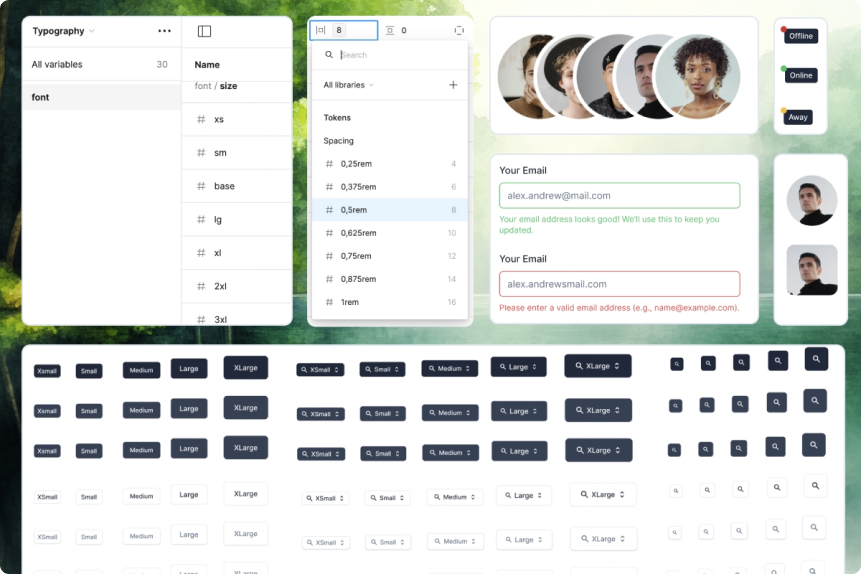 Typography
All variables 30
font
Name
font / size
xs
sm
base
lg
xl
2xl
3xl
8
0
Search
All libraries
Tokens
Spacing
0,25rem 4
0,375rem 6
0,5rem 8
0,625rem 10
0,75rem 12
0,875rem 14
1rem 16
Offline
Online
Away
Your Email
alex.andrew@mail.com
Your email address looks good! We'll use this to keep you
updated.
Your Email
alex.andrewsmail.com
Please enter a valid email address (e.g., name@example.com).
Xsmall Small Medium Large XLarge XSmall Small Medium Large XLarge
XSmall Small Medium Large XLarge XSmall Small Medium Large XLarge
XSmall Small Medium Large XLarge XSmall Small Medium Large XLarge
XSmall Small Medium Large XLarge XSmall Small Medium Large XLarge
XSmall Small Medium Large XLarge XSmall Small Medium Large XLarge